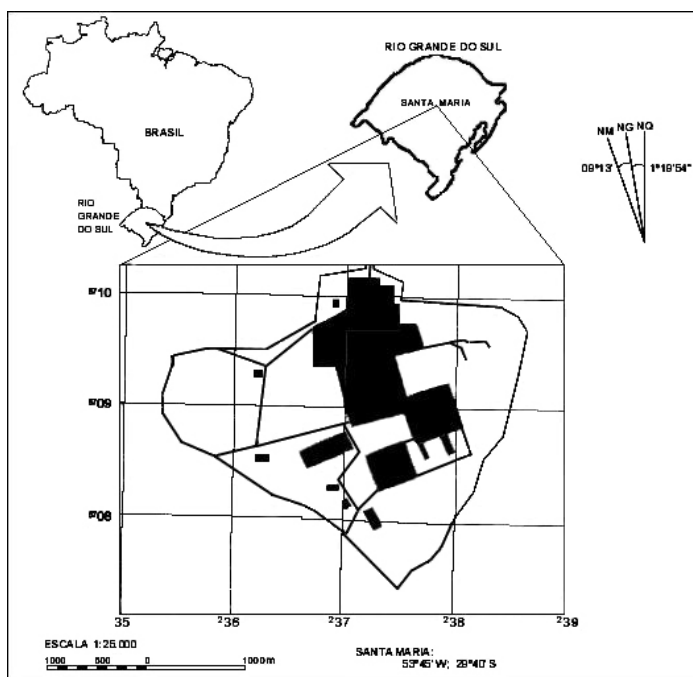 RIO GRANDE DO SUL
SANTA MARIA
BRASIL
NM NG NQ
09°13'
1°19'54"
RIO
GRANDE
DO SUL
6710
6709
6708
35
236
237
238
239
ESCALA 1:25.000
1000 500 0 1000m
SANTA MARIA:
53°45' W; 29°40' S